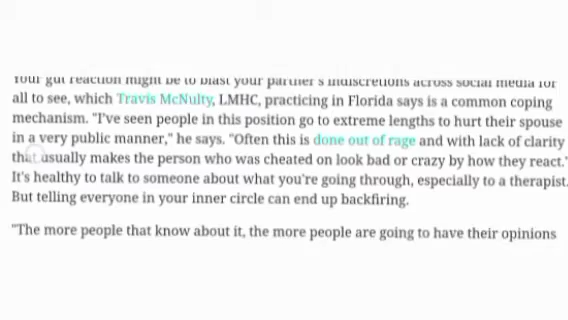 Your gut reaction might be to blast your partner's indiscretions across social media for
all to see, which Travis McNulty, LMHC, practicing in Florida says is a common coping
mechanism. "I've seen people in this position go to extreme lengths to hurt their spouse
in a very public manner," he says. "Often this is done out of rage and with lack of clarity
that usually makes the person who was cheated on look bad or crazy by how they react."
It's healthy to talk to someone about what you're going through, especially to a therapist.
But telling everyone in your inner circle can end up backfiring.
"The more people that know about it, the more people are going to have their opinions